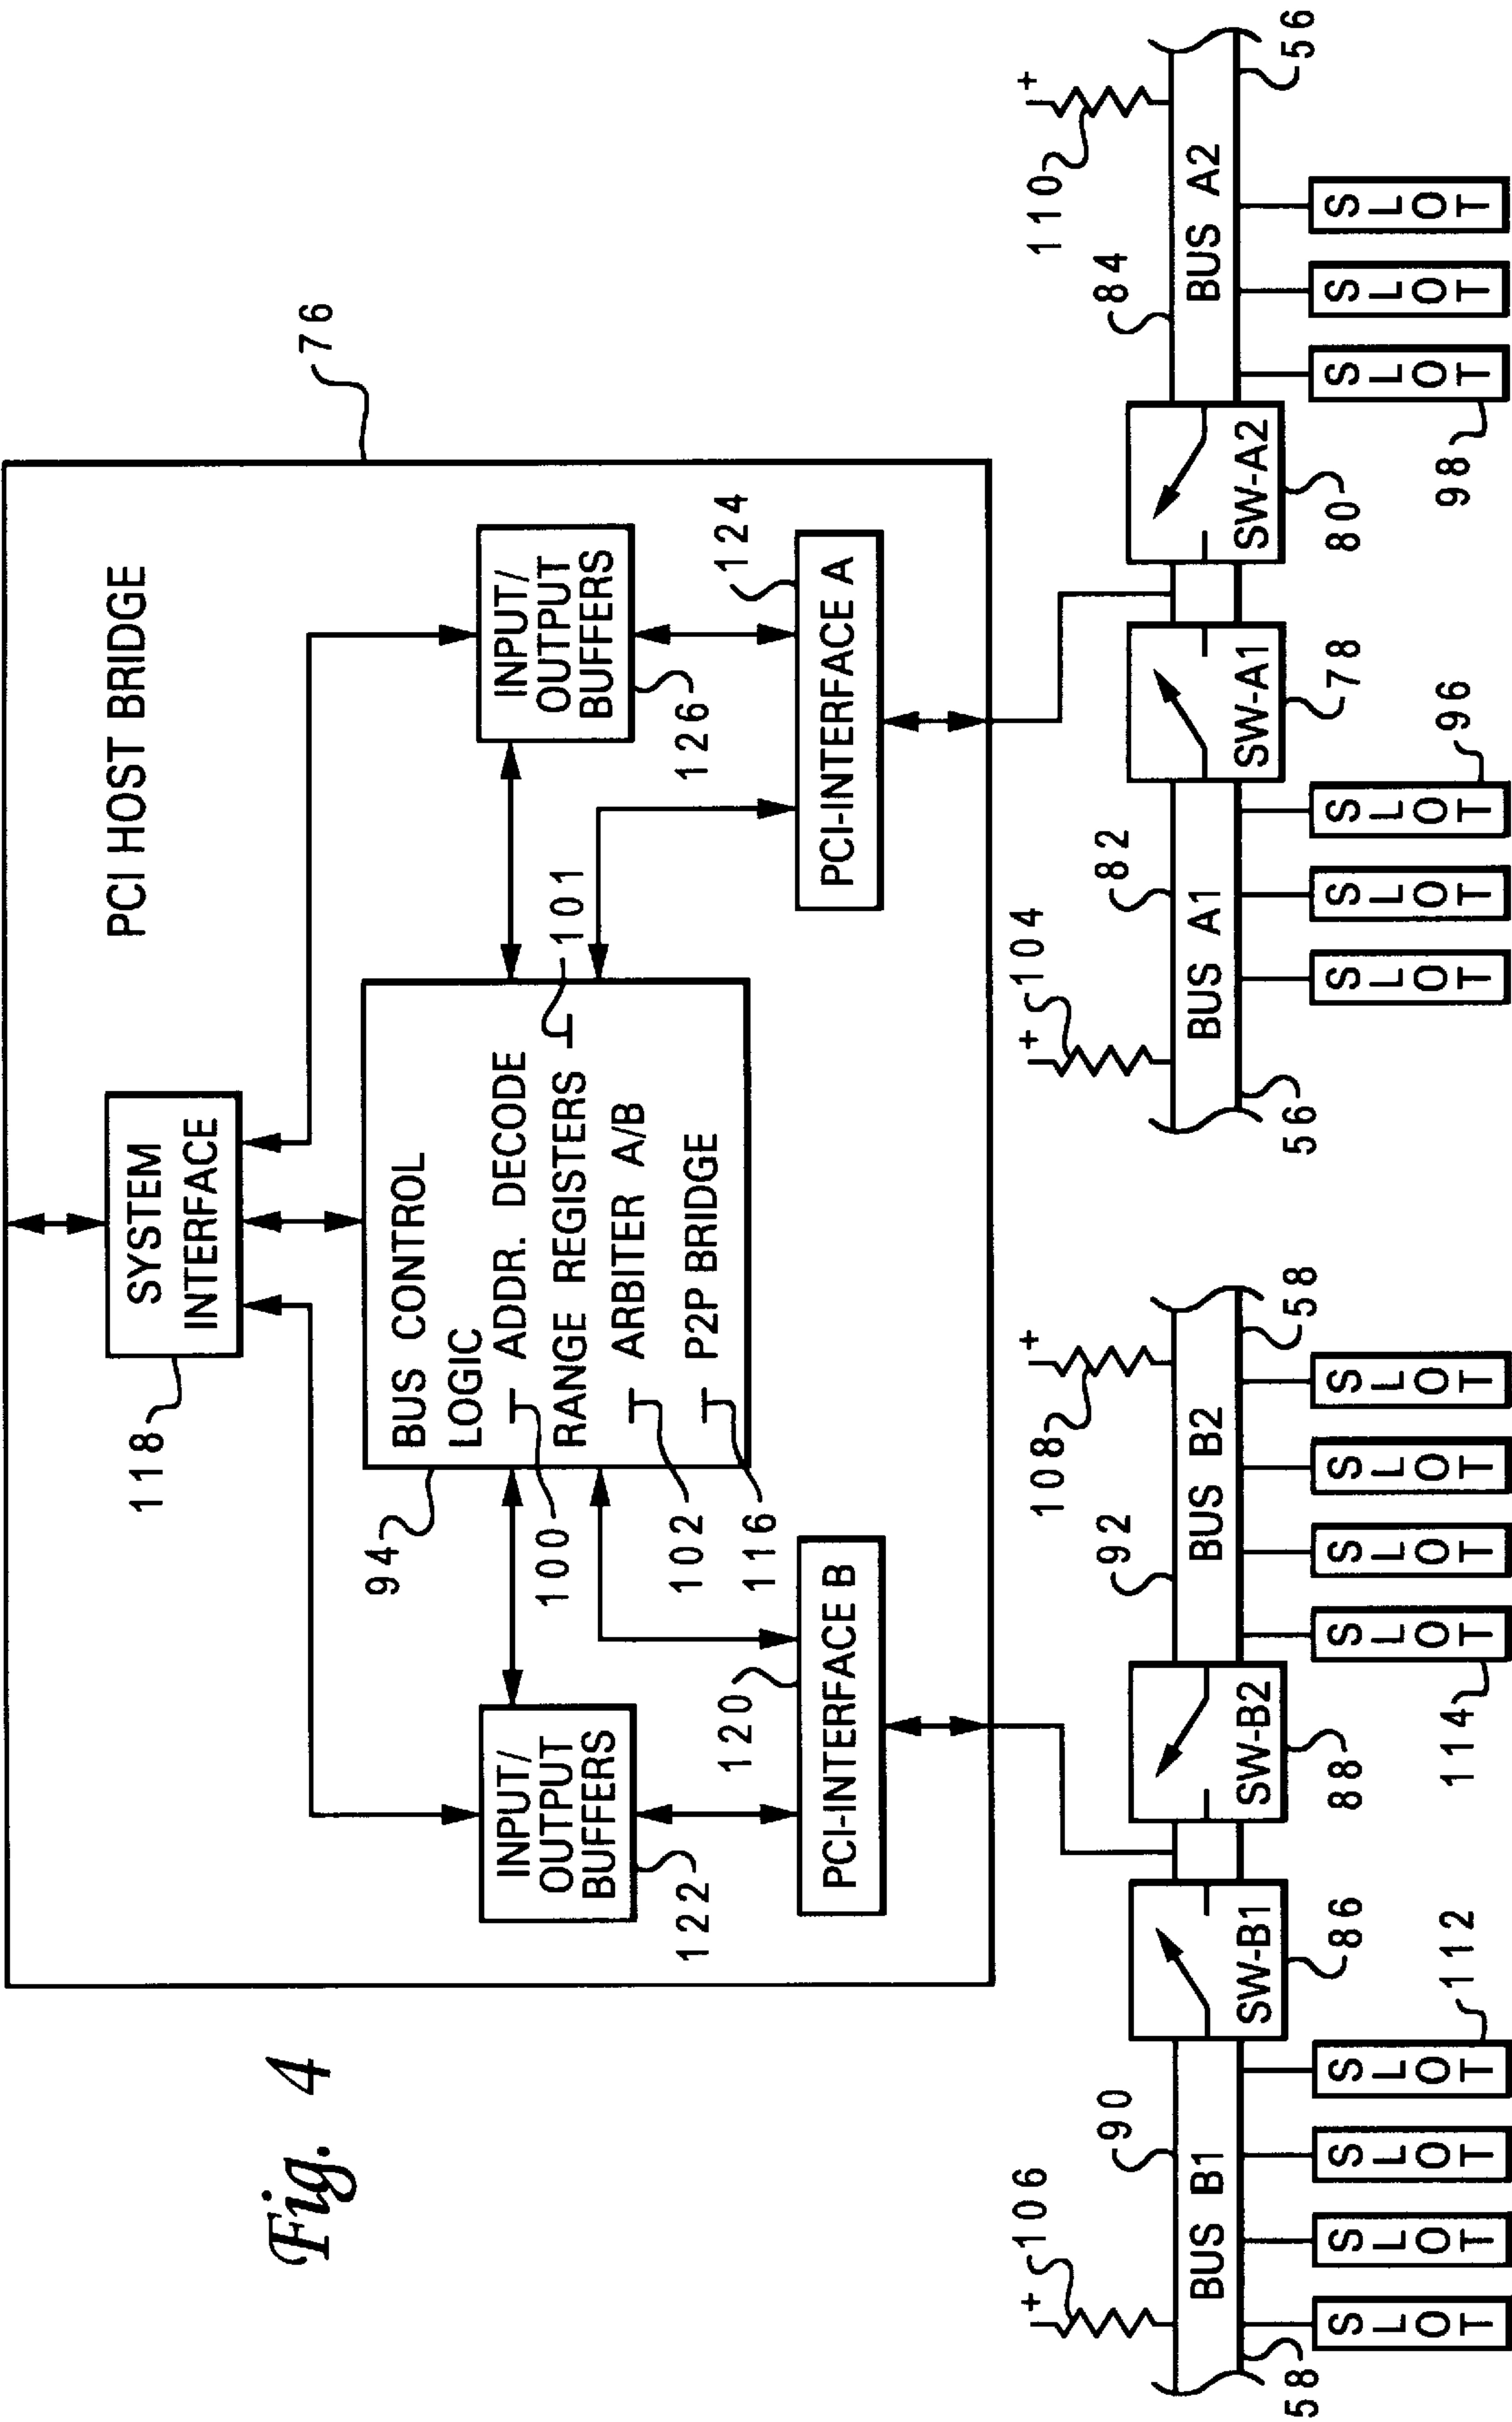 Fig. 4
PCI HOST BRIDGE
76
SYSTEM
INTERFACE
118
94
BUS CONTROL
LOGIC
ADDR. DECODE
100
RANGE REGISTERS
101
ARBITER A/B
102
P2P BRIDGE
116
INPUT/
OUTPUT
BUFFERS
122
INPUT/
OUTPUT
BUFFERS
126
PCI-INTERFACE B
120
PCI-INTERFACE A
124
106
+
90
BUS B1
58
SW-B1
86
SW-B2
88
92
BUS B2
108
+
58
SLOT
SLOT
SLOT
SLOT
112
SLOT
114
SLOT
SLOT
SLOT
104
+
82
BUS A1
56
SW-A1
78
SW-A2
80
84
BUS A2
110
+
56
SLOT
SLOT
SLOT
96
SLOT
98
SLOT
SLOT